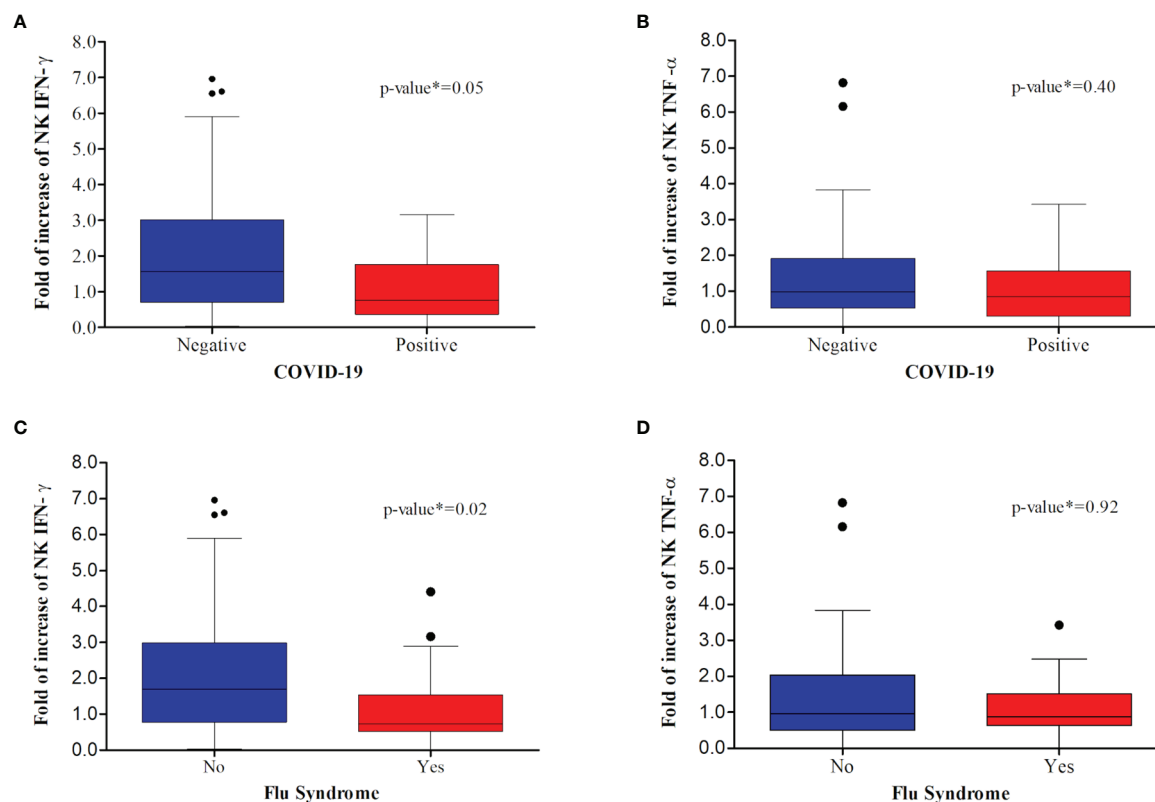 A
Fold of increase of NK IFN- γ
8.0
7.0
6.0
5.0
4.0
3.0
2.0
1.0
0.0
p-value*=0.05
Negative
Positive
COVID-19
B
Fold of increase of NK TNF -α
8.0
7.0
6.0
5.0
4.0
3.0
2.0
1.0
0.0
p-value*=0.40
Negative
Positive
COVID-19
C
Fold of increase of NK IFN- γ
8.0
7.0
6.0
5.0
4.0
3.0
2.0
1.0
0.0
p-value*=0.02
No
Yes
Flu Syndrome
D
Fold of increase of NK TNF-α
8.0
7.0
6.0
5.0
4.0
3.0
2.0
1.0
0.0
p-value*=0.92
No
Yes
Flu Syndrome